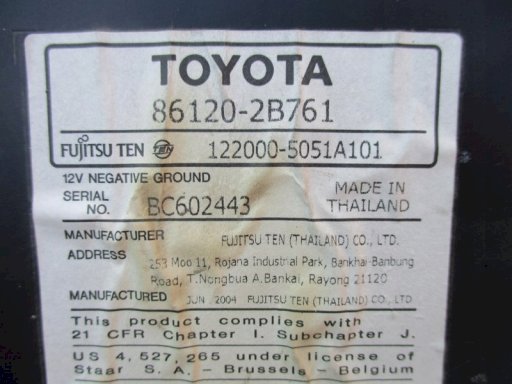 TOYOTA
86120-2B761
FUJITSU TEN TEN 122000-5051A101
12V NEGATIVE GROUND
SERIAL NO. BC602443
MADE IN THAILAND
MANUFACTURER FUJITSU TEN (THAILAND) CO., LTD.
ADDRESS 253 Moo 11, Rojana Industrial Park, Bankhai-Banbung
Road, T.Nongbua A.Bankai, Rayong 21120
MANUFACTURED JUN , 2004 FUJITSU TEN (THAILAND) CO., LTD
This product complies with
21 CFR Chapter I. Subchapter J.
US 4, 527, 265 under license of
Staar S. A. – Brussels – Belgium